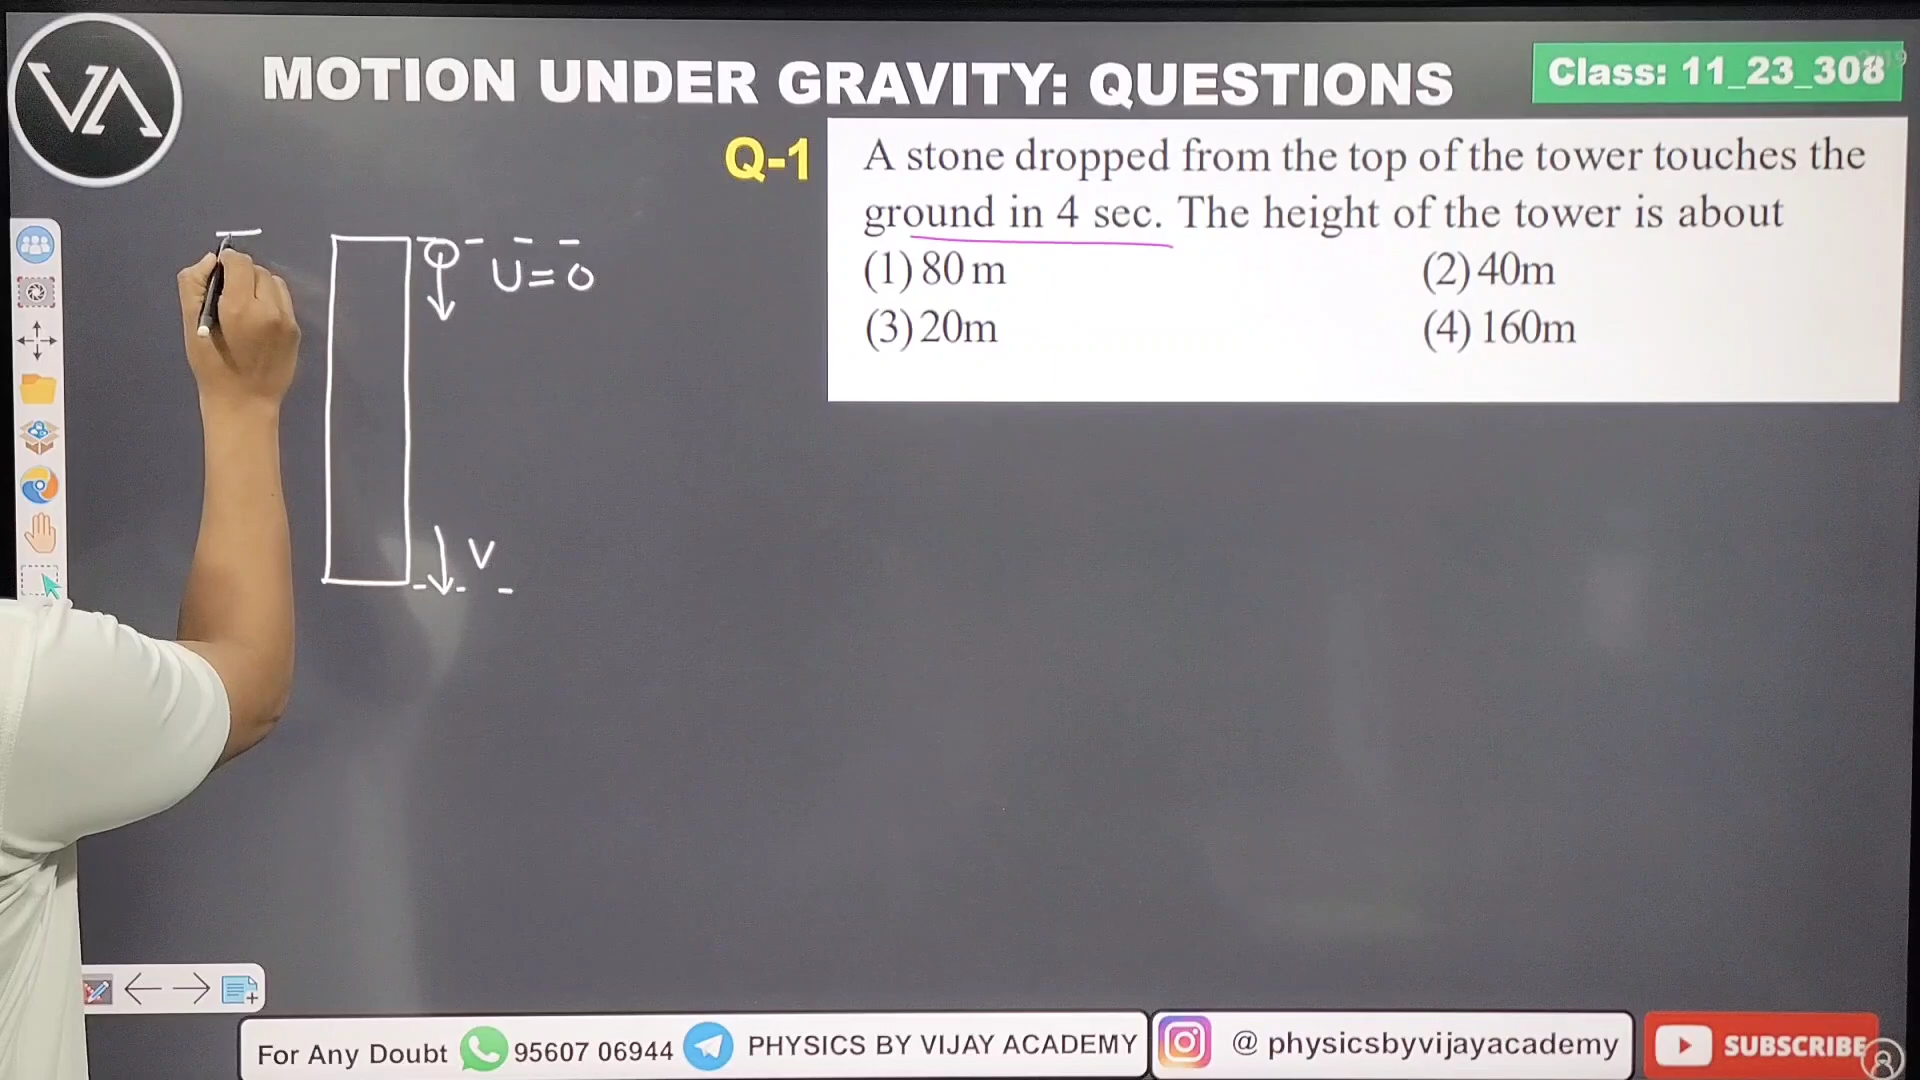 VA
MOTION UNDER GRAVITY: QUESTIONS
Class: 11_23_308
Q-1
A stone dropped from the top of the tower touches the
ground in 4 sec. The height of the tower is about
(1) 80 m
(2) 40m
(3) 20m
(4) 160m
U = 0
V
For Any Doubt 95607 06944 PHYSICS BY VIJAY ACADEMY
@ physicsbyvijayacademy
SUBSCRIBE